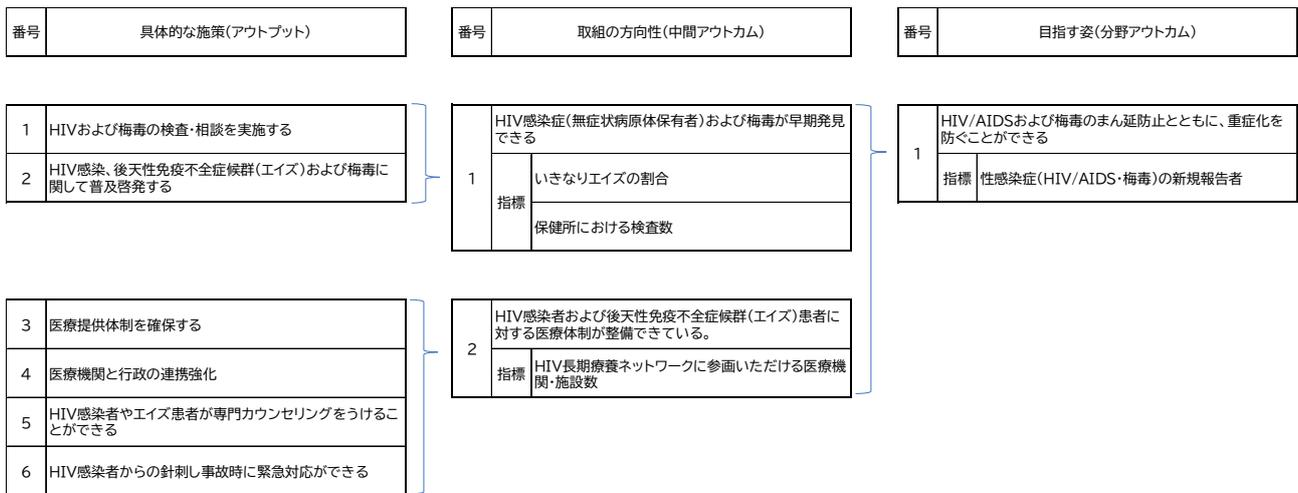 番号
具体的な施策(アウトプット)
番号
取組の方向性(中間アウトカム)
番号
目指す姿(分野アウトカム)
1
HIVおよび梅毒の検査・相談を実施する
2
HIV感染、後天性免疫不全症候群(エイズ)および梅毒に
関して普及啓発する
1
HIV感染症(無症状病原体保有者)および梅毒が早期発見
できる
指標
いきなりエイズの割合
保健所における検査数
1
HIV/AIDSおよび梅毒のまん延防止とともに、重症化を
防ぐことができる
指標
性感染症(HIV/AIDS・梅毒)の新規報告者
3
医療提供体制を確保する
4
医療機関と行政の連携強化
5
HIV感染者やエイズ患者が専門カウンセリングをうけるこ
とができる
6
HIV感染者からの針刺し事故時に緊急対応ができる
2
HIV感染者および後天性免疫不全症候群(エイズ)患者に
対する医療体制が整備できている。
指標
HIV長期療養ネットワークに参画いただける医療機
関・施設数